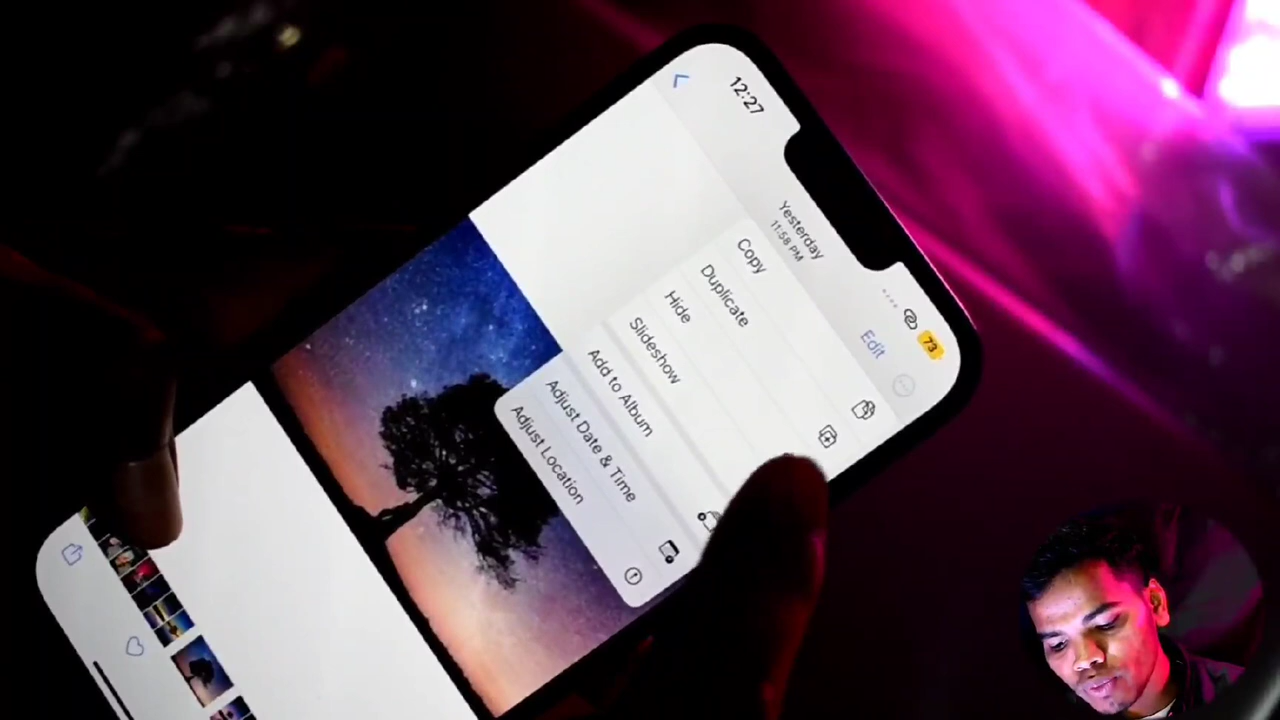 12:27
73
Yesterday
11:58 PM
Edit
Copy
Duplicate
Hide
Slideshow
Add to Album
Adjust Date & Time
Adjust Location